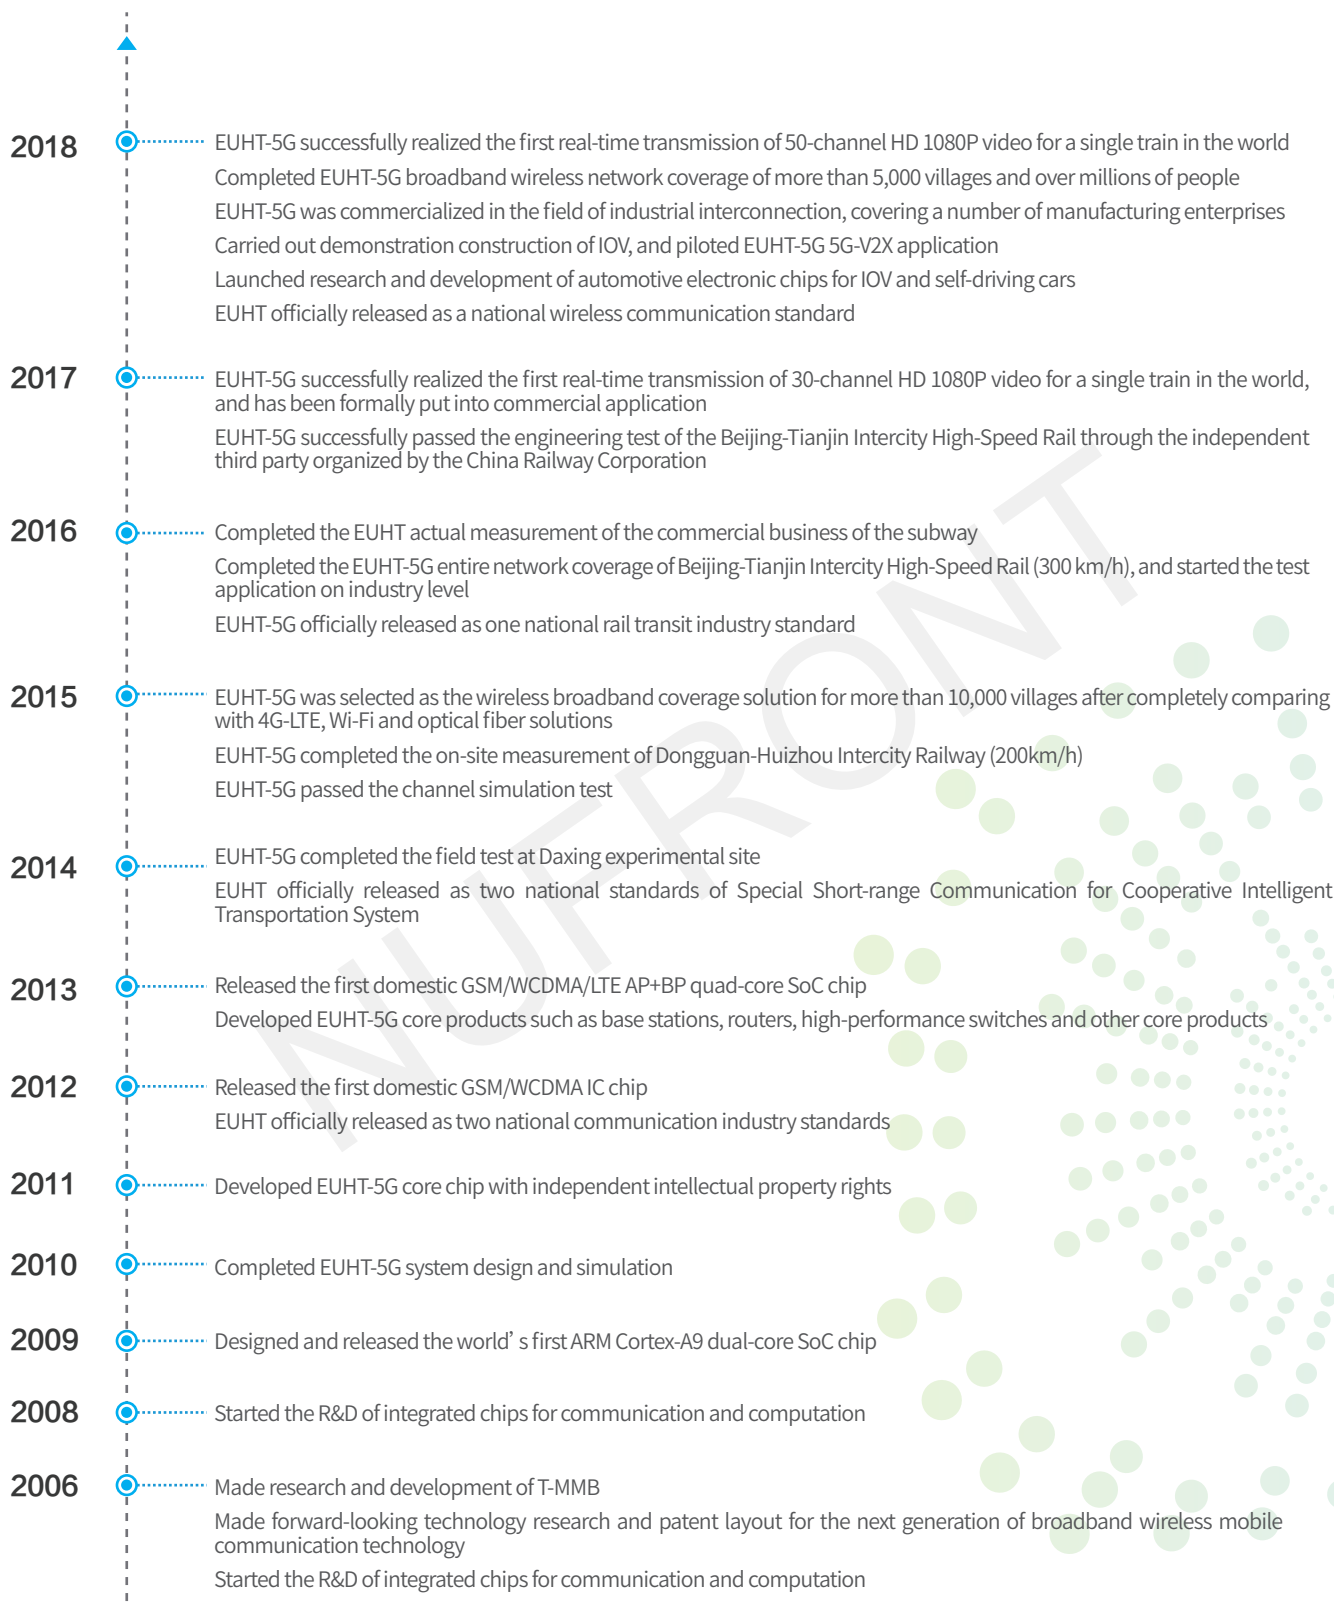 2018
EUHT-5G successfully realized the first real-time transmission of 50-channel HD 1080P video for a single train in the world
Completed EUHT-5G broadband wireless network coverage of more than 5,000 villages and over millions of people
EUHT-5G was commercialized in the field of industrial interconnection, covering a number of manufacturing enterprises
Carried out demonstration construction of IOV, and piloted EUHT-5G 5G-V2X application
Launched research and development of automotive electronic chips for IOV and self-driving cars
EUHT officially released as a national wireless communication standard
2017
EUHT-5G successfully realized the first real-time transmission of 30-channel HD 1080P video for a single train in the world,
and has been formally put into commercial application
EUHT-5G successfully passed the engineering test of the Beijing-Tianjin Intercity High-Speed Rail through the independent
third party organized by the China Railway Corporation
2016
Completed the EUHT actual measurement of the commercial business of the subway
Completed the EUHT-5G entire network coverage of Beijing-Tianjin Intercity High-Speed Rail (300 km/h), and started the test
application on industry level
EUHT-5G officially released as one national rail transit industry standard
2015
EUHT-5G was selected as the wireless broadband coverage solution for more than 10,000 villages after completely comparing
with 4G-LTE, Wi-Fi and optical fiber solutions
EUHT-5G completed the on-site measurement of Dongguan-Huizhou Intercity Railway (200km/h)
EUHT-5G passed the channel simulation test
2014
EUHT-5G completed the field test at Daxing experimental site
EUHT officially released as two national standards of Special Short-range Communication for Cooperative Intelligent
Transportation System
2013
Released the first domestic GSM/WCDMA/LTE AP+BP quad-core SoC chip
Developed EUHT-5G core products such as base stations, routers, high-performance switches and other core products
2012
Released the first domestic GSM/WCDMA IC chip
EUHT officially released as two national communication industry standards
2011
Developed EUHT-5G core chip with independent intellectual property rights
2010
Completed EUHT-5G system design and simulation
2009
Designed and released the world’s first ARM Cortex-A9 dual-core SoC chip
2008
Started the R&D of integrated chips for communication and computation
2006
Made research and development of T-MMB
Made forward-looking technology research and patent layout for the next generation of broadband wireless mobile
communication technology
Started the R&D of integrated chips for communication and computation
NUFRONT